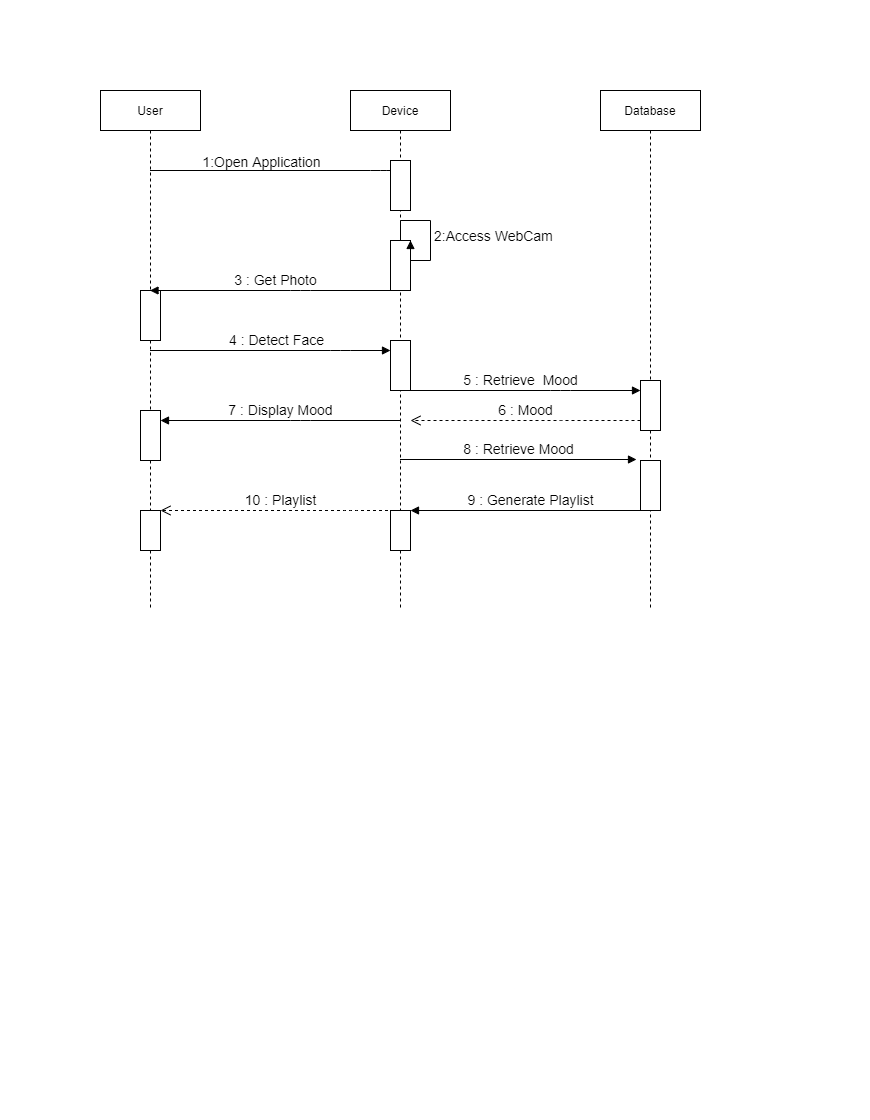 User
Device
Database
1:Open Application
2:Access WebCam
3 : Get Photo
4 : Detect Face
5 : Retrieve  Mood
7 : Display Mood
6 : Mood
8 : Retrieve Mood
10 : Playlist
9 : Generate Playlist